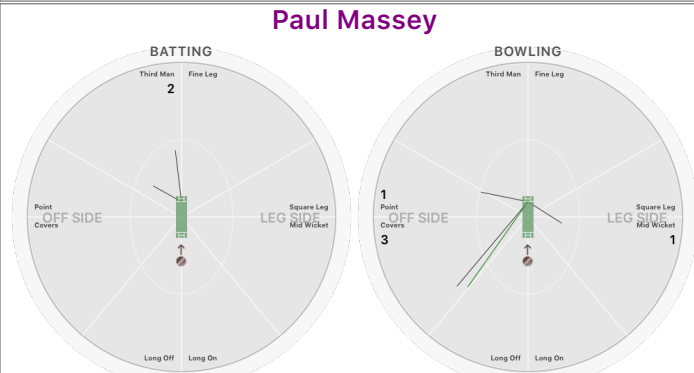 Paul Massey
BATTING
Third Man Fine Leg
2
Point
OFF SIDE
Covers
Square Leg
LEG SIDE
Mid Wicket
Long Off Long On
BOWLING
Third Man Fine Leg
1
Point
OFF SIDE
Covers
3
Square Leg
LEG SIDE
Mid Wicket
1
Long Off Long On